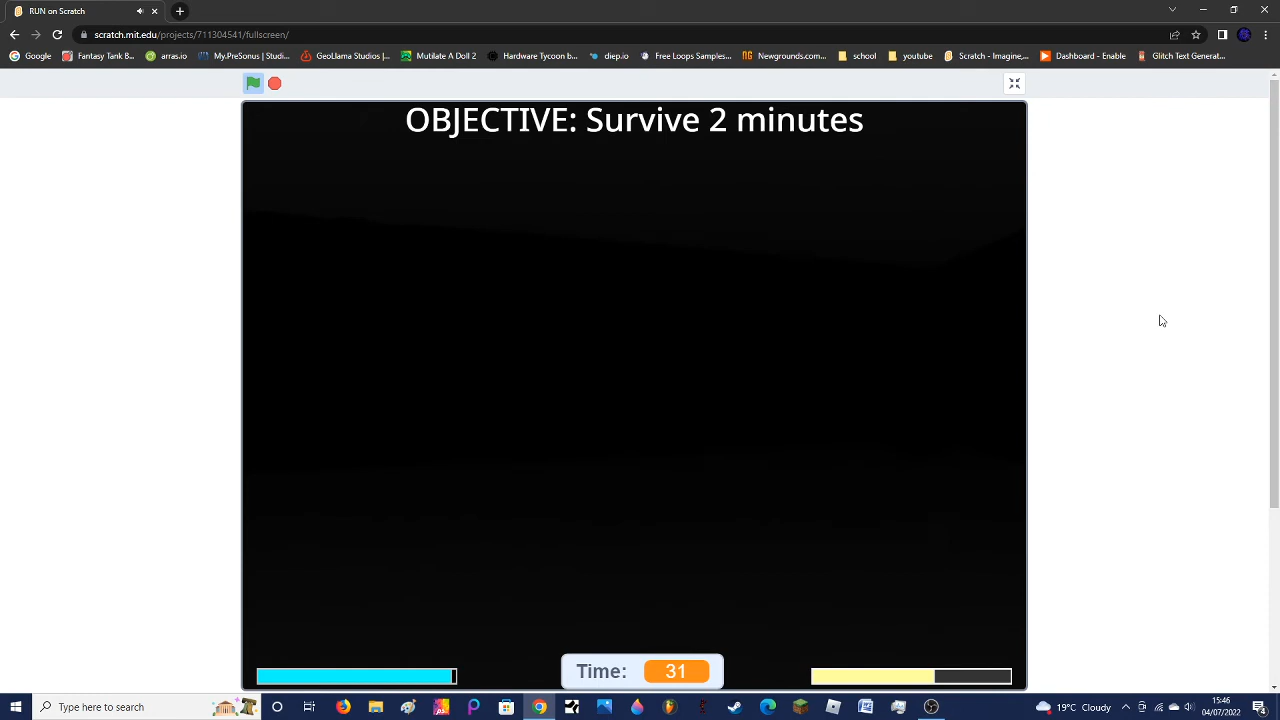 RUN on Scratch
scratch.mit.edu/projects/711304541/fullscreen/
Google
Fantasy Tank B...
arras.io
My.PreSonus | Studi...
GeoLlama Studios |...
Mutilate A Doll 2
Hardware Tycoon b...
diep.io
Free Loops Samples...
Newgrounds.com...
school
youtube
Scratch - Imagine,...
Dashboard - Enable
Glitch Text General...
OBJECTIVE: Survive 2 minutes
Time: 31
Type here to search
19°C Cloudy
15:46
04/07/2022